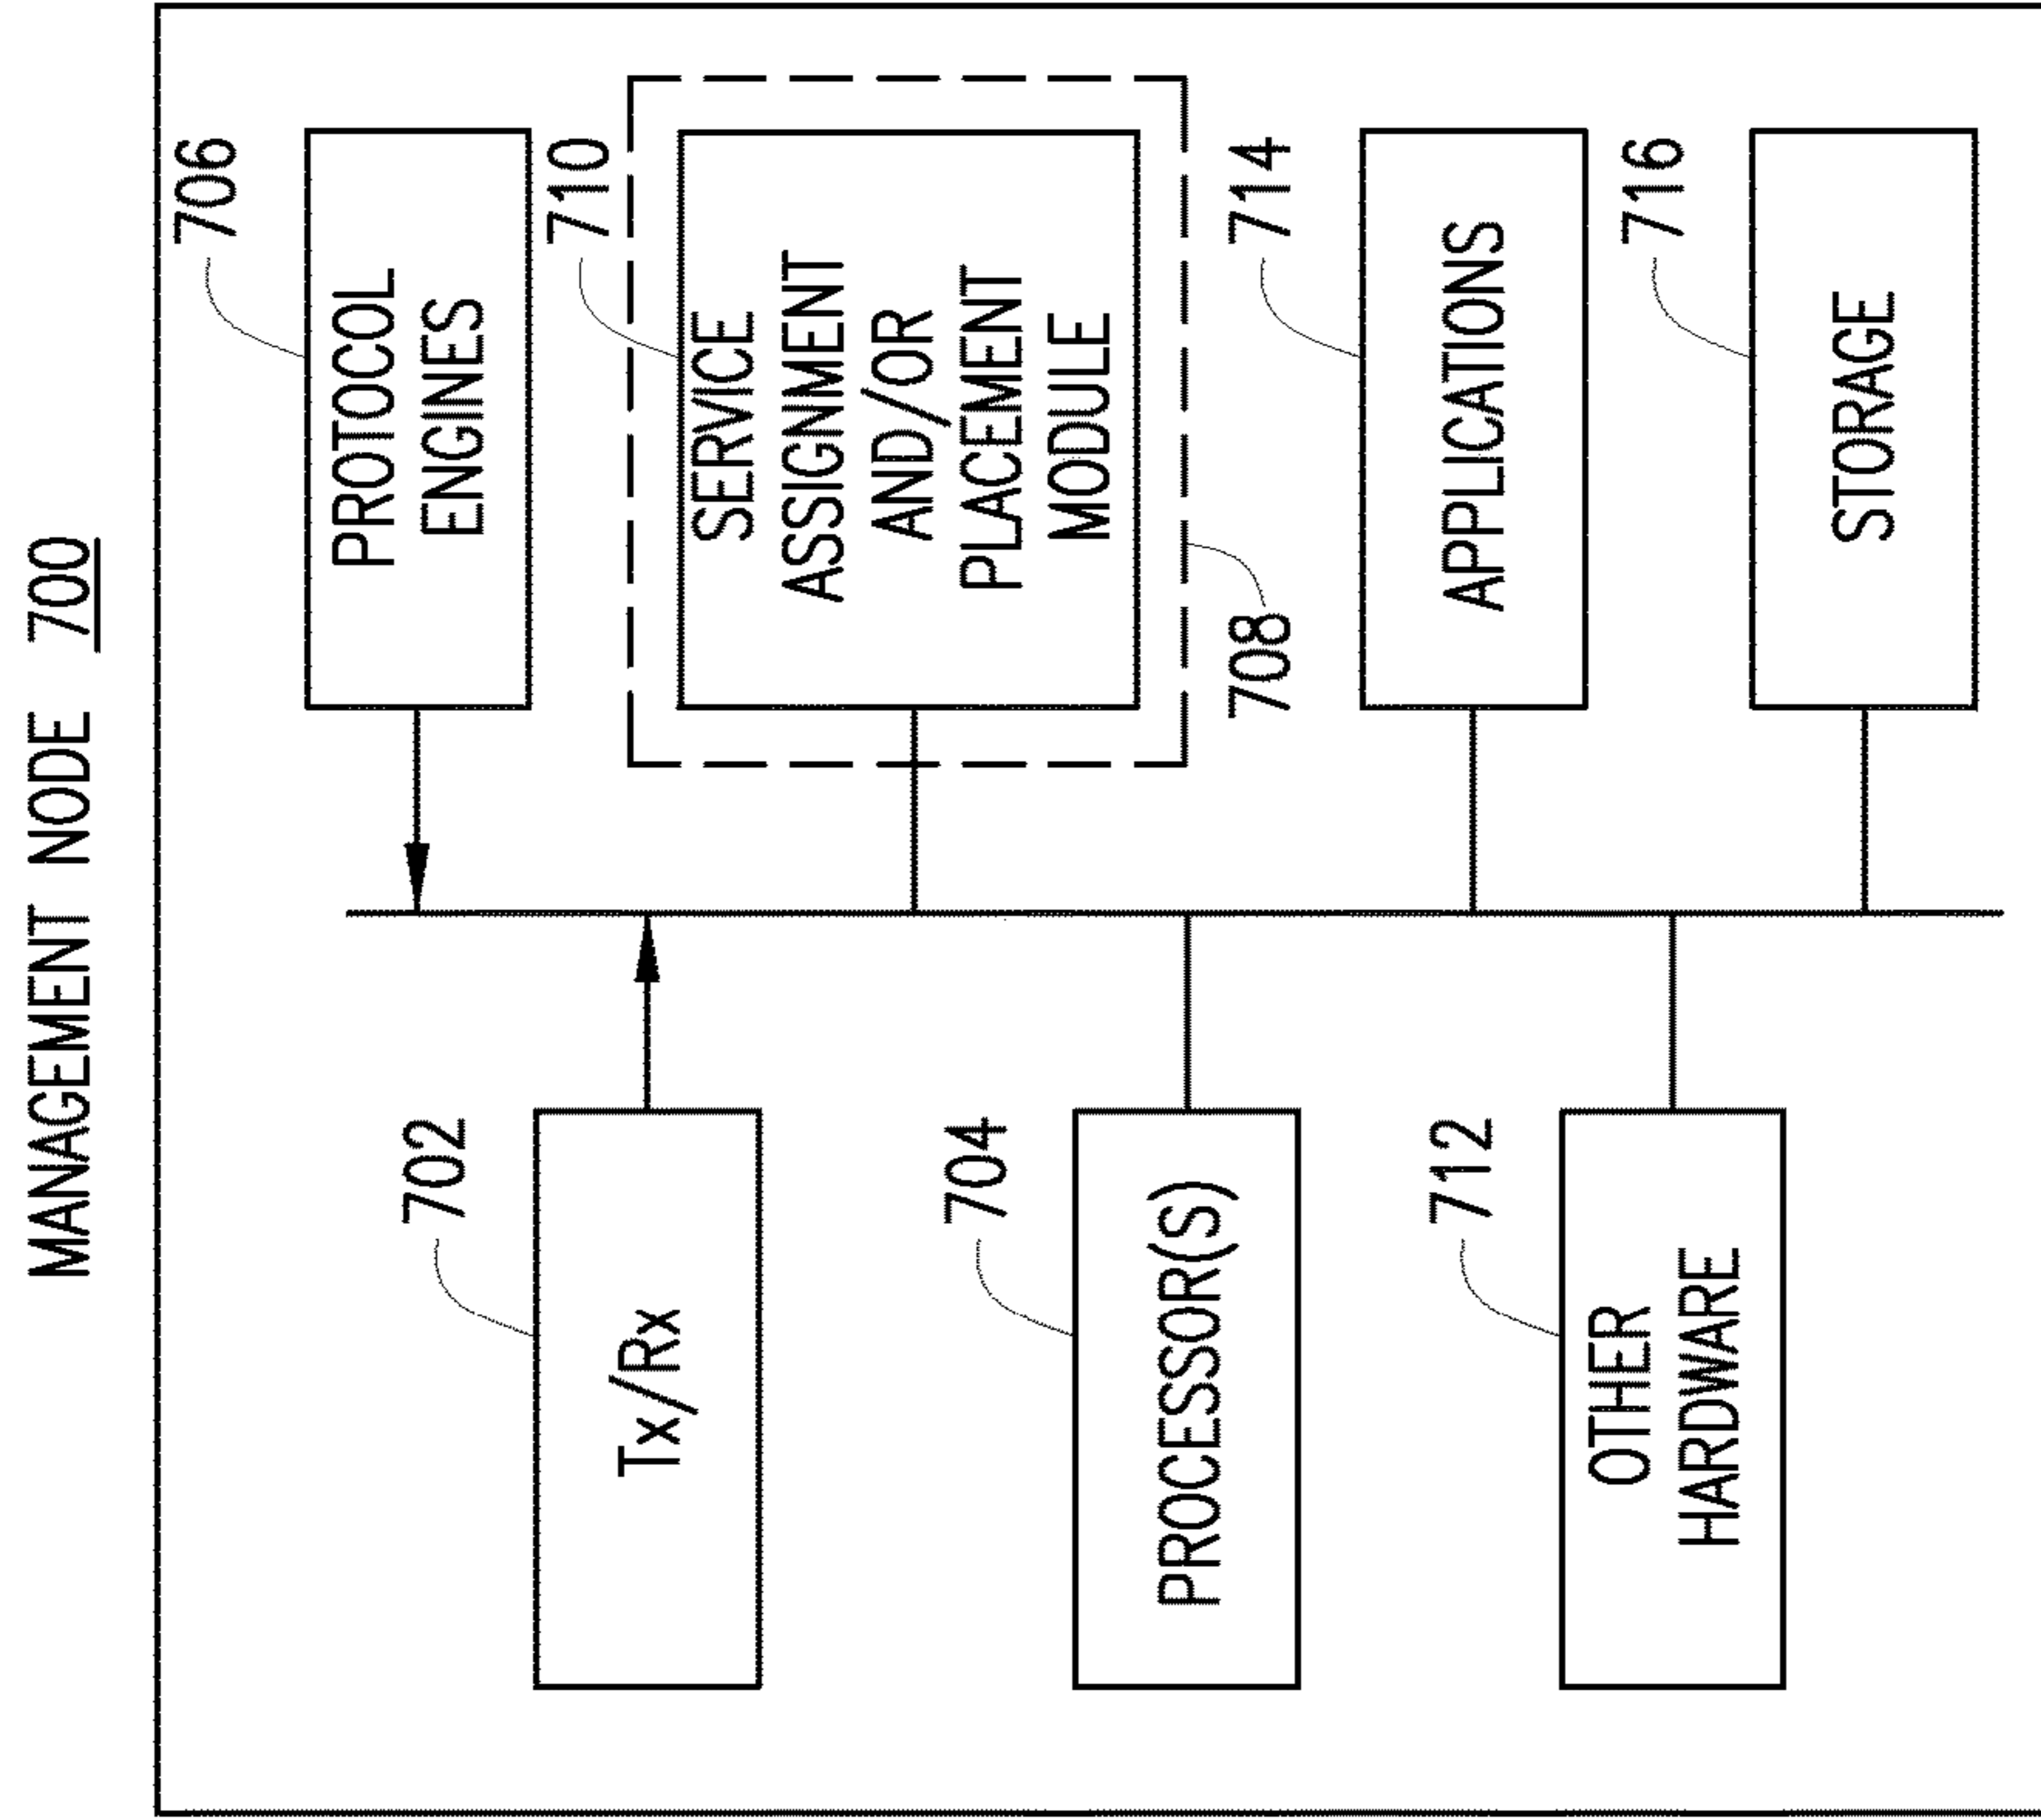 MANAGEMENT NODE 700
702
Tx/Rx
704
PROCESSOR(S)
712
OTHER
HARDWARE
706
PROTOCOL
ENGINES
710
SERVICE
ASSIGNMENT
AND/OR
PLACEMENT
MODULE
708
714
APPLICATIONS
716
STORAGE